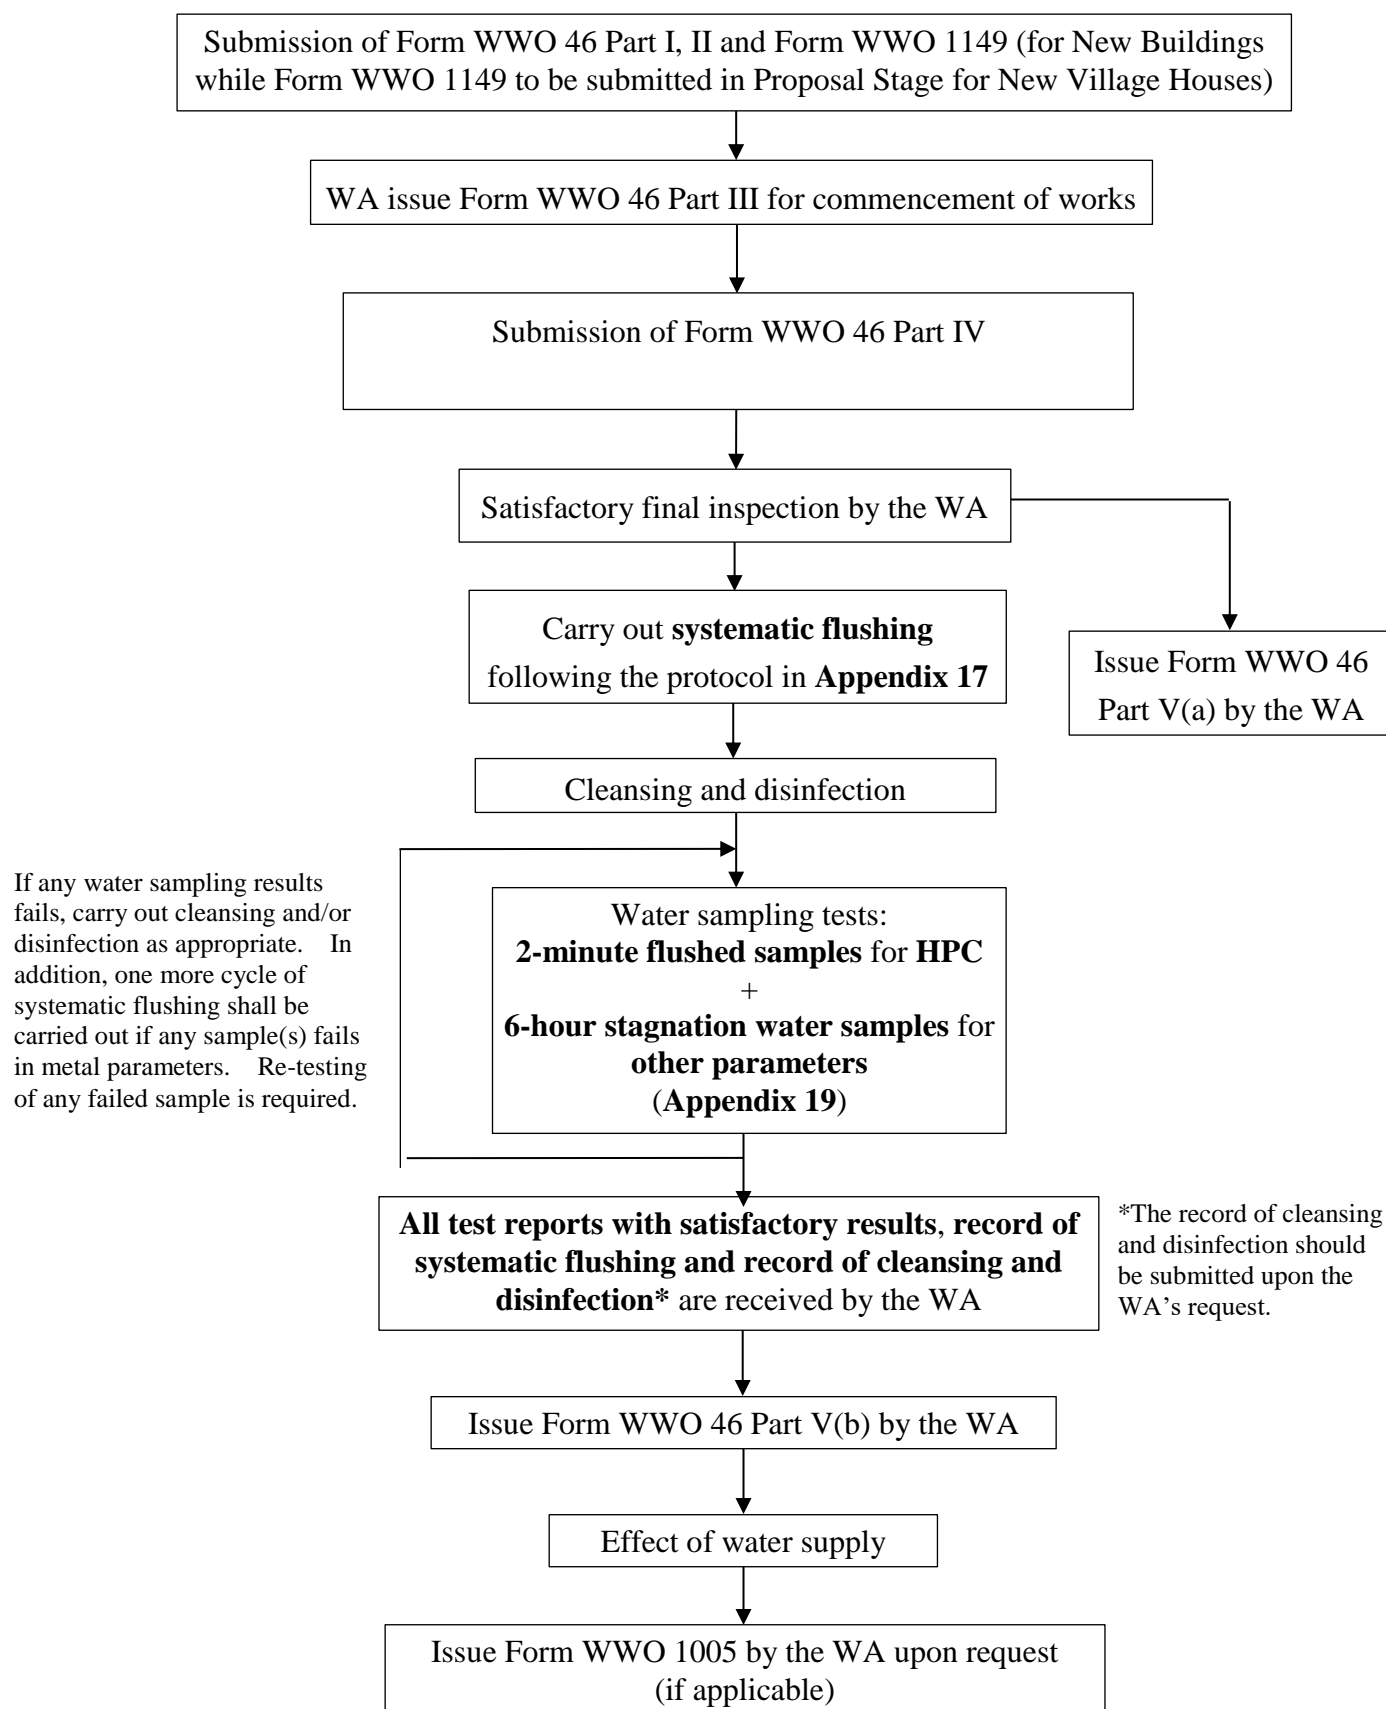 Submission of Form WWO 46 Part I, II and Form WWO 1149 (for New Buildings
while Form WWO 1149 to be submitted in Proposal Stage for New Village Houses)
WA issue Form WWO 46 Part III for commencement of works
Submission of Form WWO 46 Part IV
Satisfactory final inspection by the WA
Carry out systematic flushing
following the protocol in Appendix 17
Issue Form WWO 46
Part V(a) by the WA
Cleansing and disinfection
If any water sampling results
fails, carry out cleansing and/or
disinfection as appropriate. In
addition, one more cycle of
systematic flushing shall be
carried out if any sample(s) fails
in metal parameters. Re-testing
of any failed sample is required.
Water sampling tests:
2-minute flushed samples for HPC
+
6-hour stagnation water samples for
other parameters
(Appendix 19)
All test reports with satisfactory results, record of
systematic flushing and record of cleansing and
disinfection* are received by the WA
*The record of cleansing
and disinfection should
be submitted upon the
WA's request.
Issue Form WWO 46 Part V(b) by the WA
Effect of water supply
Issue Form WWO 1005 by the WA upon request
(if applicable)